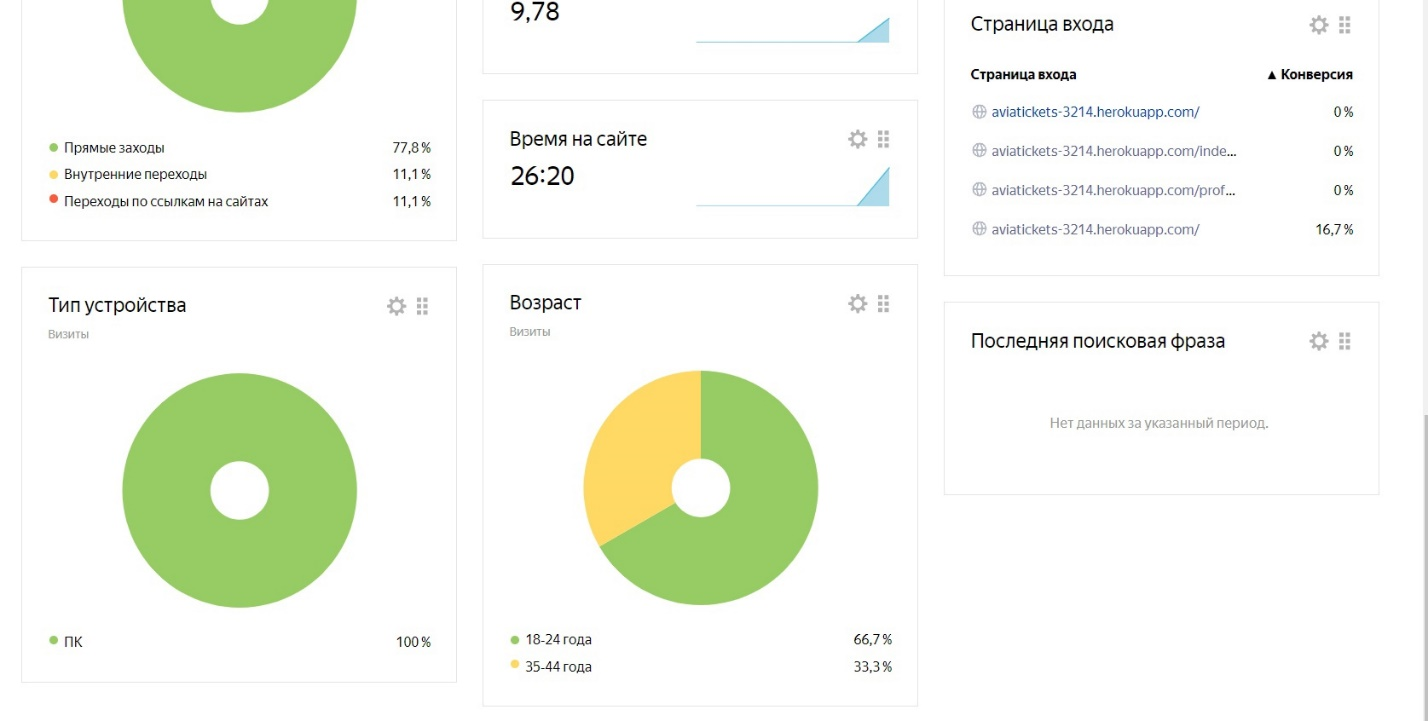 Прямые заходы 77,8 %
Внутренние переходы 11,1 %
Переходы по ссылкам на сайтах 11,1 %
Тип устройства
Визиты
ПК 100 %
9,78
Время на сайте
26:20
Возраст
Визиты
18-24 года 66,7 %
35-44 года 33,3 %
Страница входа
Страница входа ▲ Конверсия
aviatickets-3214.herokuapp.com/ 0 %
aviatickets-3214.herokuapp.com/inde... 0 %
aviatickets-3214.herokuapp.com/prof... 0 %
aviatickets-3214.herokuapp.com/ 16,7 %
Последняя поисковая фраза
Нет данных за указанный период.